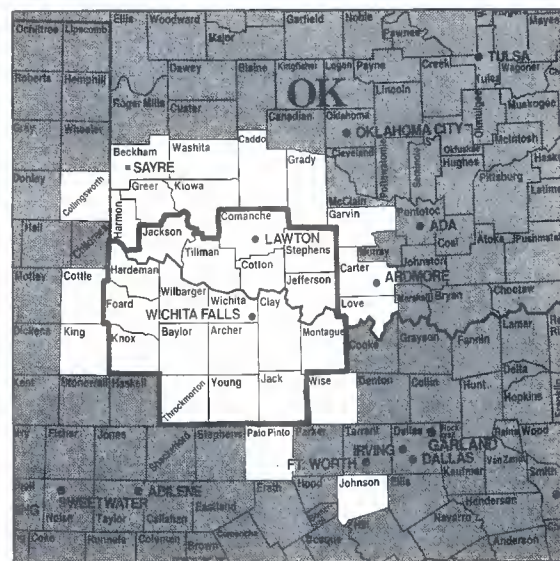 Ellis Woodward Garfield Noble
Ochiltree Lipscomb Major Pawnee
TULSA
Dewey Blaine Kingfisher Logan Payne Creek Wagoner
Roberts Hemphill Tulsa
OK
Roger Mills Custer Lincoln Okmulgee Muskogee
Canadian Oklahoma
Gray Wheeler OKLAHOMA CITY McIntosh
Caddo Okfuskee
Beckham Washita Cleveland Pottawatomie Seminole Hughes
SAYRE Grady Pittsburg
Donley Collingsworth Greer Kiowa McClain Latimer
Harmon Comanche Garvin Pontotoc
Hall Childress Jackson LAWTON ADA
Tillman Stephens Murray Coal Atoka Pushmata
Hardeman Cotton Johnston
Motley Cottle Jefferson Carter ARDMORE
Wilbarger Wichita Clay Marshall Bryan Choctaw
Foard Love
WICHITA FALLS
Dickens King Knox Baylor Archer Montague Cooke Grayson Fannin Lamar
Delta
Kent Stonewall Haskell Throckmorton Young Jack Wise Denton Collin Hunt Hopkins
Fisher Jones Shackelford Stephens Palo Pinto Parker Tarrant Dallas Rock- Rains Wood
IRVING GARLAND
FT. WORTH DALLAS Van Zandt
Kaufman Smith
SWEETWATER ABILENE Erath Hood Johnson Ellis
Nolan Taylor Callahan Eastland Henderson
Hill Navarro
Coke Runnels Coleman Brown Comanche Bosque Anderson